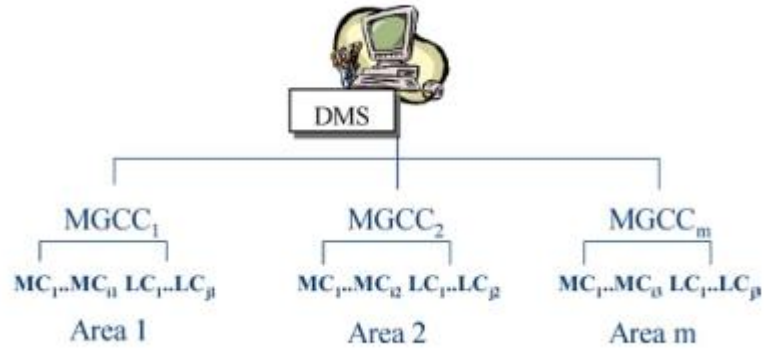 DMS
MGCC₁ MGCC₂ MGCCₘ
MC₁..MCᵢ₁ LC₁..LCⱼ₁ MC₁..MCᵢ₂ LC₁..LCⱼ₂ MC₁..MCᵢ₃ LC₁..LCⱼ₃
Area 1 Area 2 Area m